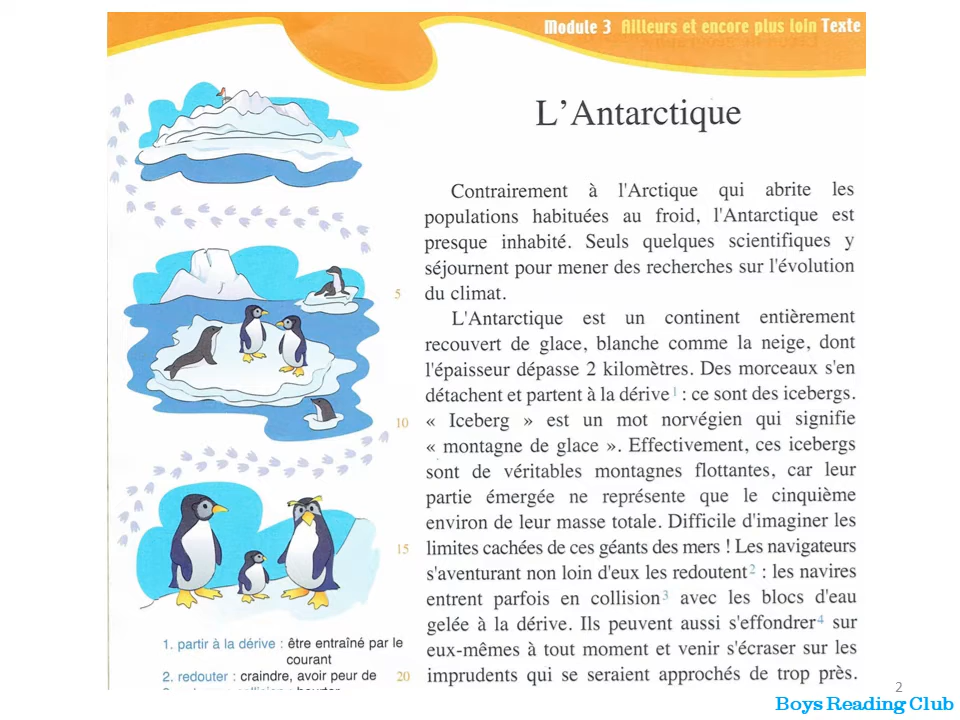 Module 3 Ailleurs et encore plus loin Texte
L'Antarctique
Contrairement à l'Arctique qui abrite les
populations habituées au froid, l'Antarctique est
presque inhabité. Seuls quelques scientifiques y
séjournent pour mener des recherches sur l'évolution
5 du climat.
L'Antarctique est un continent entièrement
recouvert de glace, blanche comme la neige, dont
l'épaisseur dépasse 2 kilomètres. Des morceaux s'en
détachent et partent à la dérive 1 : ce sont des icebergs.
10 « Iceberg » est un mot norvégien qui signifie
« montagne de glace ». Effectivement, ces icebergs
sont de véritables montagnes flottantes, car leur
partie émergée ne représente que le cinquième
environ de leur masse totale. Difficile d'imaginer les
15 limites cachées de ces géants des mers ! Les navigateurs
s'aventurant non loin d'eux les redoutent 2 : les navires
entrent parfois en collision 3 avec les blocs d'eau
gelée à la dérive. Ils peuvent aussi s'effondrer 4 sur
eux-mêmes à tout moment et venir s'écraser sur les
20 imprudents qui se seraient approchés de trop près.
1. partir à la dérive : être entraîné par le
courant
2. redouter : craindre, avoir peur de
2
Boys Reading Club